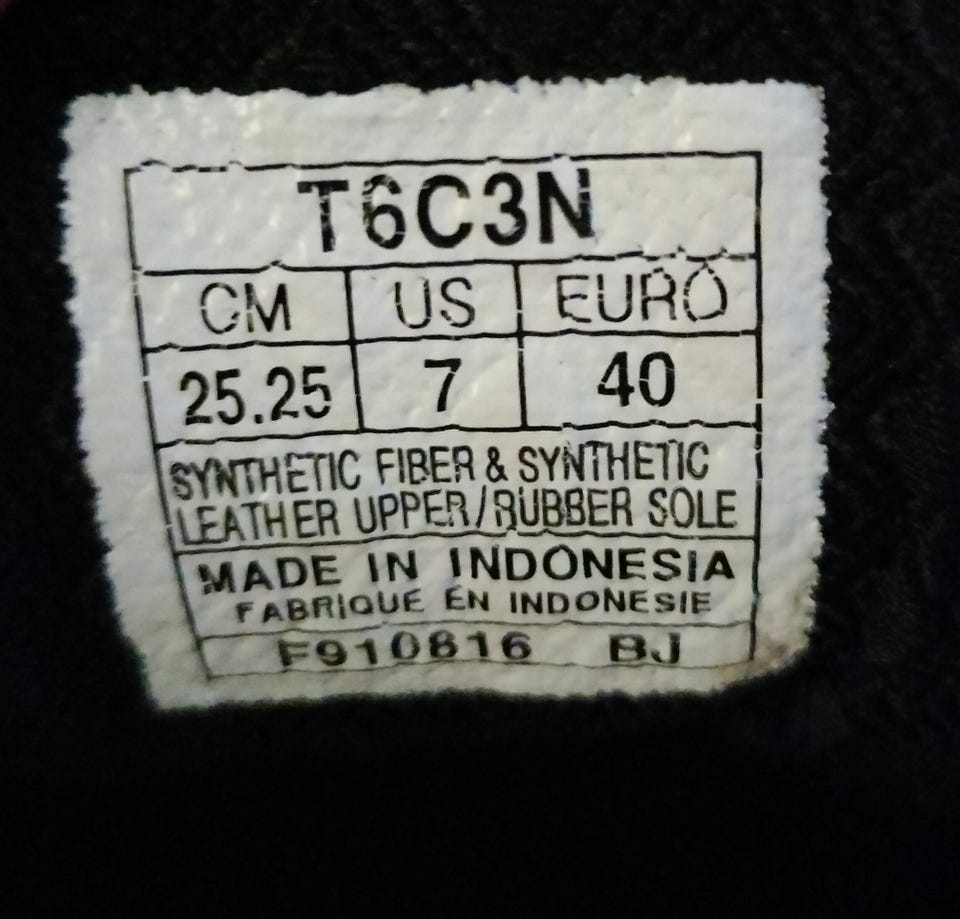 T6C3N
CM US EURO
25.25 7 40
SYNTHETIC FIBER & SYNTHETIC
LEATHER UPPER/RUBBER SOLE
MADE IN INDONESIA
FABRIQUE EN INDONESIE
F910816 BJ